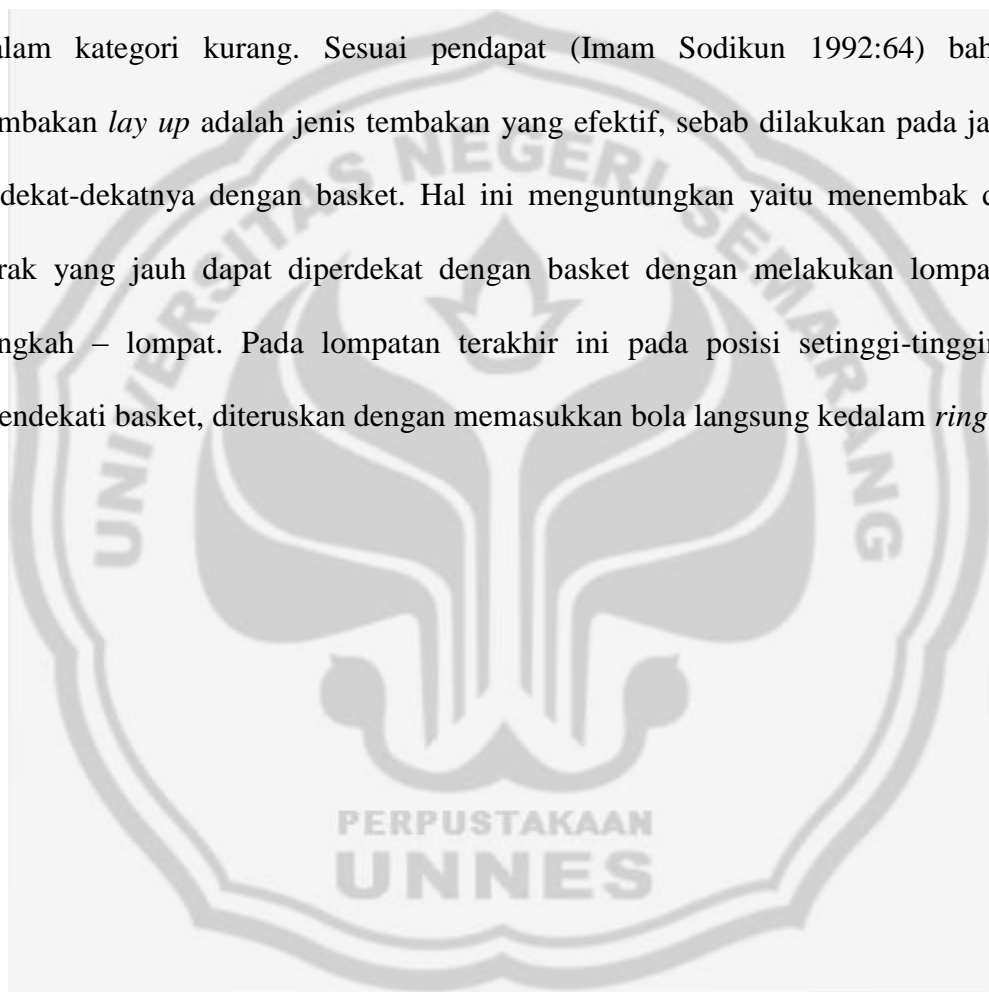 alam kategori kurang. Sesuai pendapat (Imam Sodikun 1992:64) bah
mbakan lay up adalah jenis tembakan yang efektif, sebab dilakukan pada ja
dekat-dekatnya dengan basket. Hal ini menguntungkan yaitu menembak d
rak yang jauh dapat diperdekat dengan basket dengan melakukan lompa
ngkah – lompat. Pada lompatan terakhir ini pada posisi setinggi-tinggi
endekati basket, diteruskan dengan memasukkan bola langsung kedalam ring
UNIVERSITAS NEGERI SEMARANG
PERPUSTAKAAN
UNNES